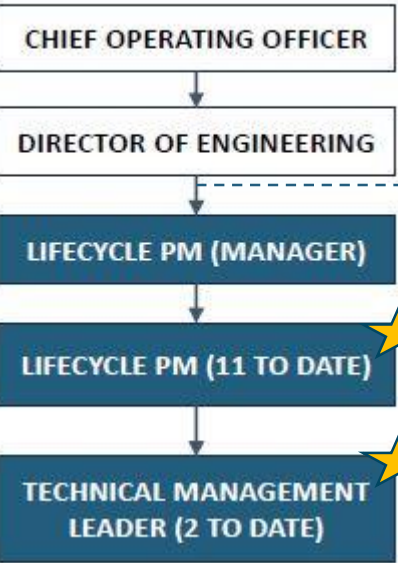 CHIEF OPERATING OFFICER
DIRECTOR OF ENGINEERING
LIFECYCLE PM (MANAGER)
LIFECYCLE PM (11 TO DATE)
TECHNICAL MANAGEMENT
LEADER (2 TO DATE)